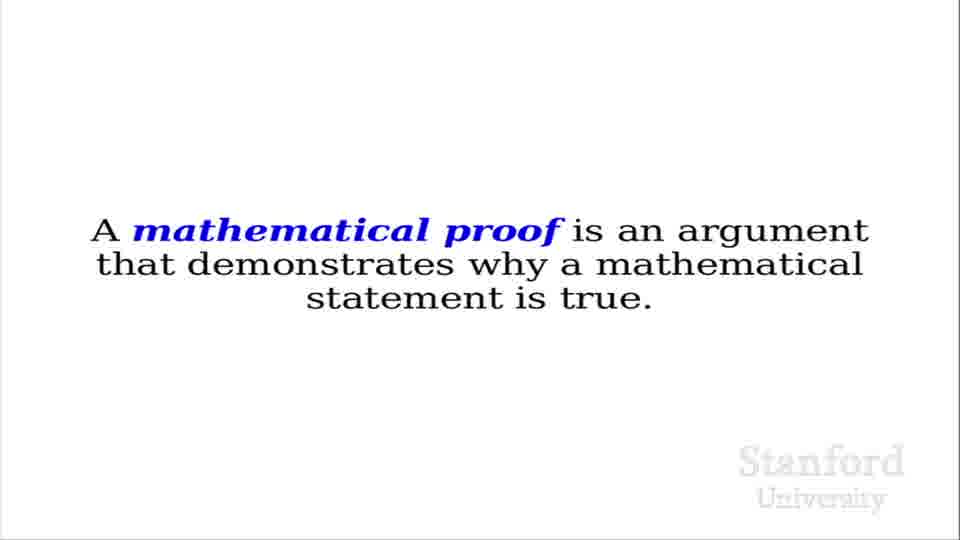 A mathematical proof is an argument
that demonstrates why a mathematical
statement is true.
Stanford
University